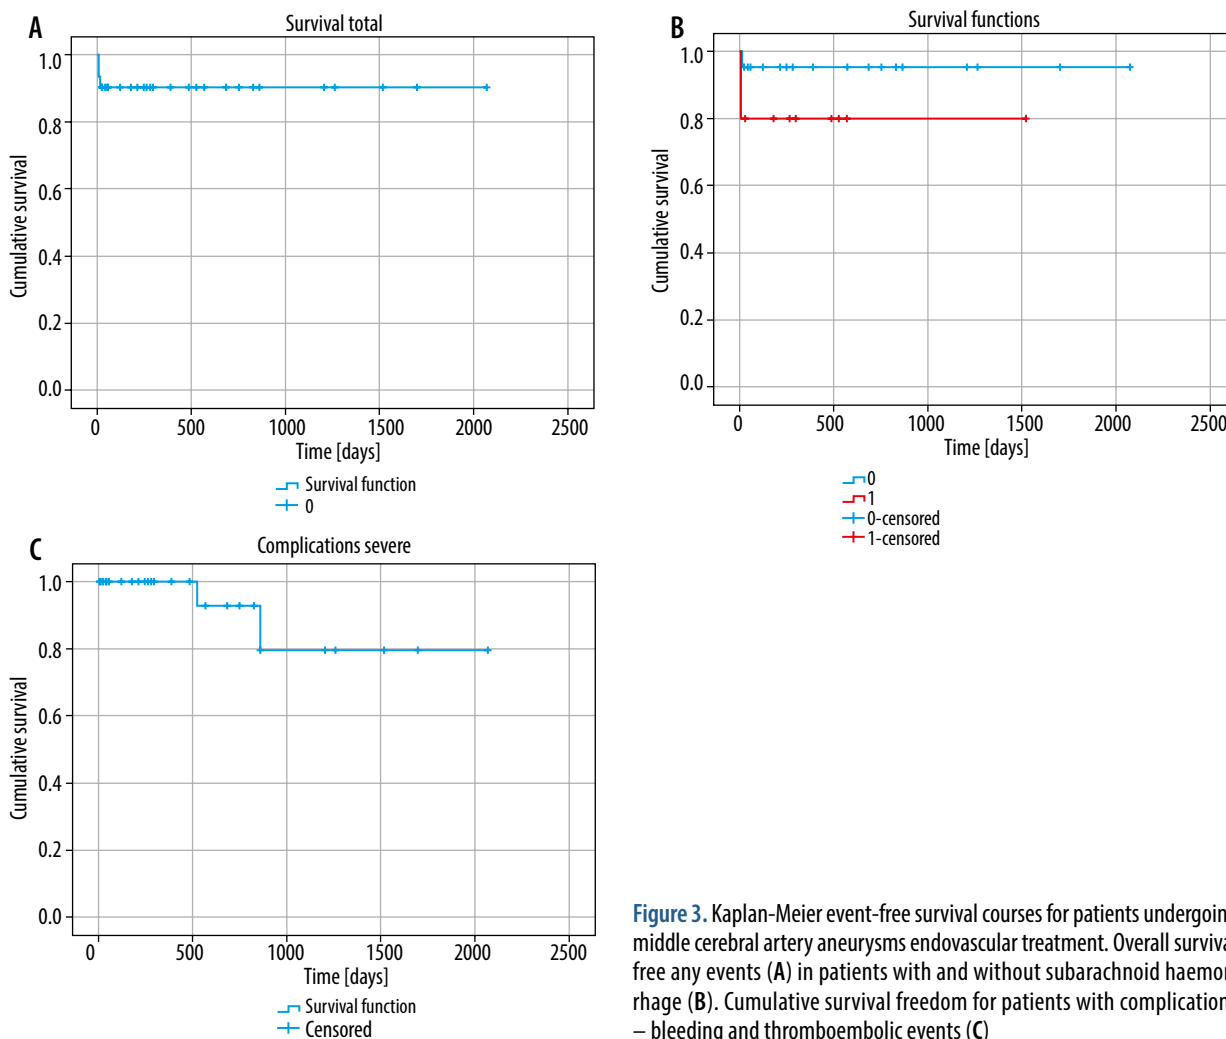 A
Survival total
Cumulative survival
1.0
0.8
0.6
0.4
0.2
0.0
0 500 1000 1500 2000 2500
Time [days]
Survival function
0
B
Survival functions
Cumulative survival
1.0
0.8
0.6
0.4
0.2
0.0
0 500 1000 1500 2000 2500
Time [days]
0
1
0-censored
1-censored
C
Complications severe
Cumulative survival
1.0
0.8
0.6
0.4
0.2
0.0
0 500 1000 1500 2000 2500
Time [days]
Survival function
Censored
Figure 3. Kaplan-Meier event-free survival courses for patients undergoin
middle cerebral artery aneurysms endovascular treatment. Overall surviva
free any events (A) in patients with and without subarachnoid haemor
rhage (B). Cumulative survival freedom for patients with complication
– bleeding and thromboembolic events (C)